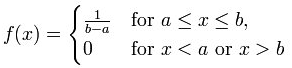 f(x) = { 1/(b−a) for a ≤ x ≤ b,
0 for x < a or x > b